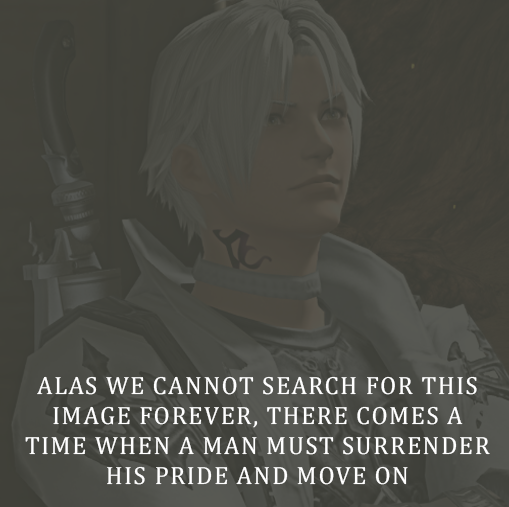 ALAS WE CANNOT SEARCH FOR THIS
IMAGE FOREVER, THERE COMES A
TIME WHEN A MAN MUST SURRENDER
HIS PRIDE AND MOVE ON